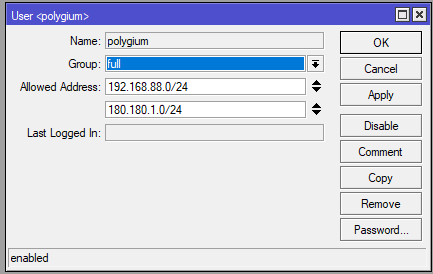 User <polygium>
Name: polygium
OK
Group: full
Cancel
Allowed Address: 192.168.88.0/24
Apply
180.180.1.0/24
Last Logged In:
Disable
Comment
Copy
Remove
Password...
enabled